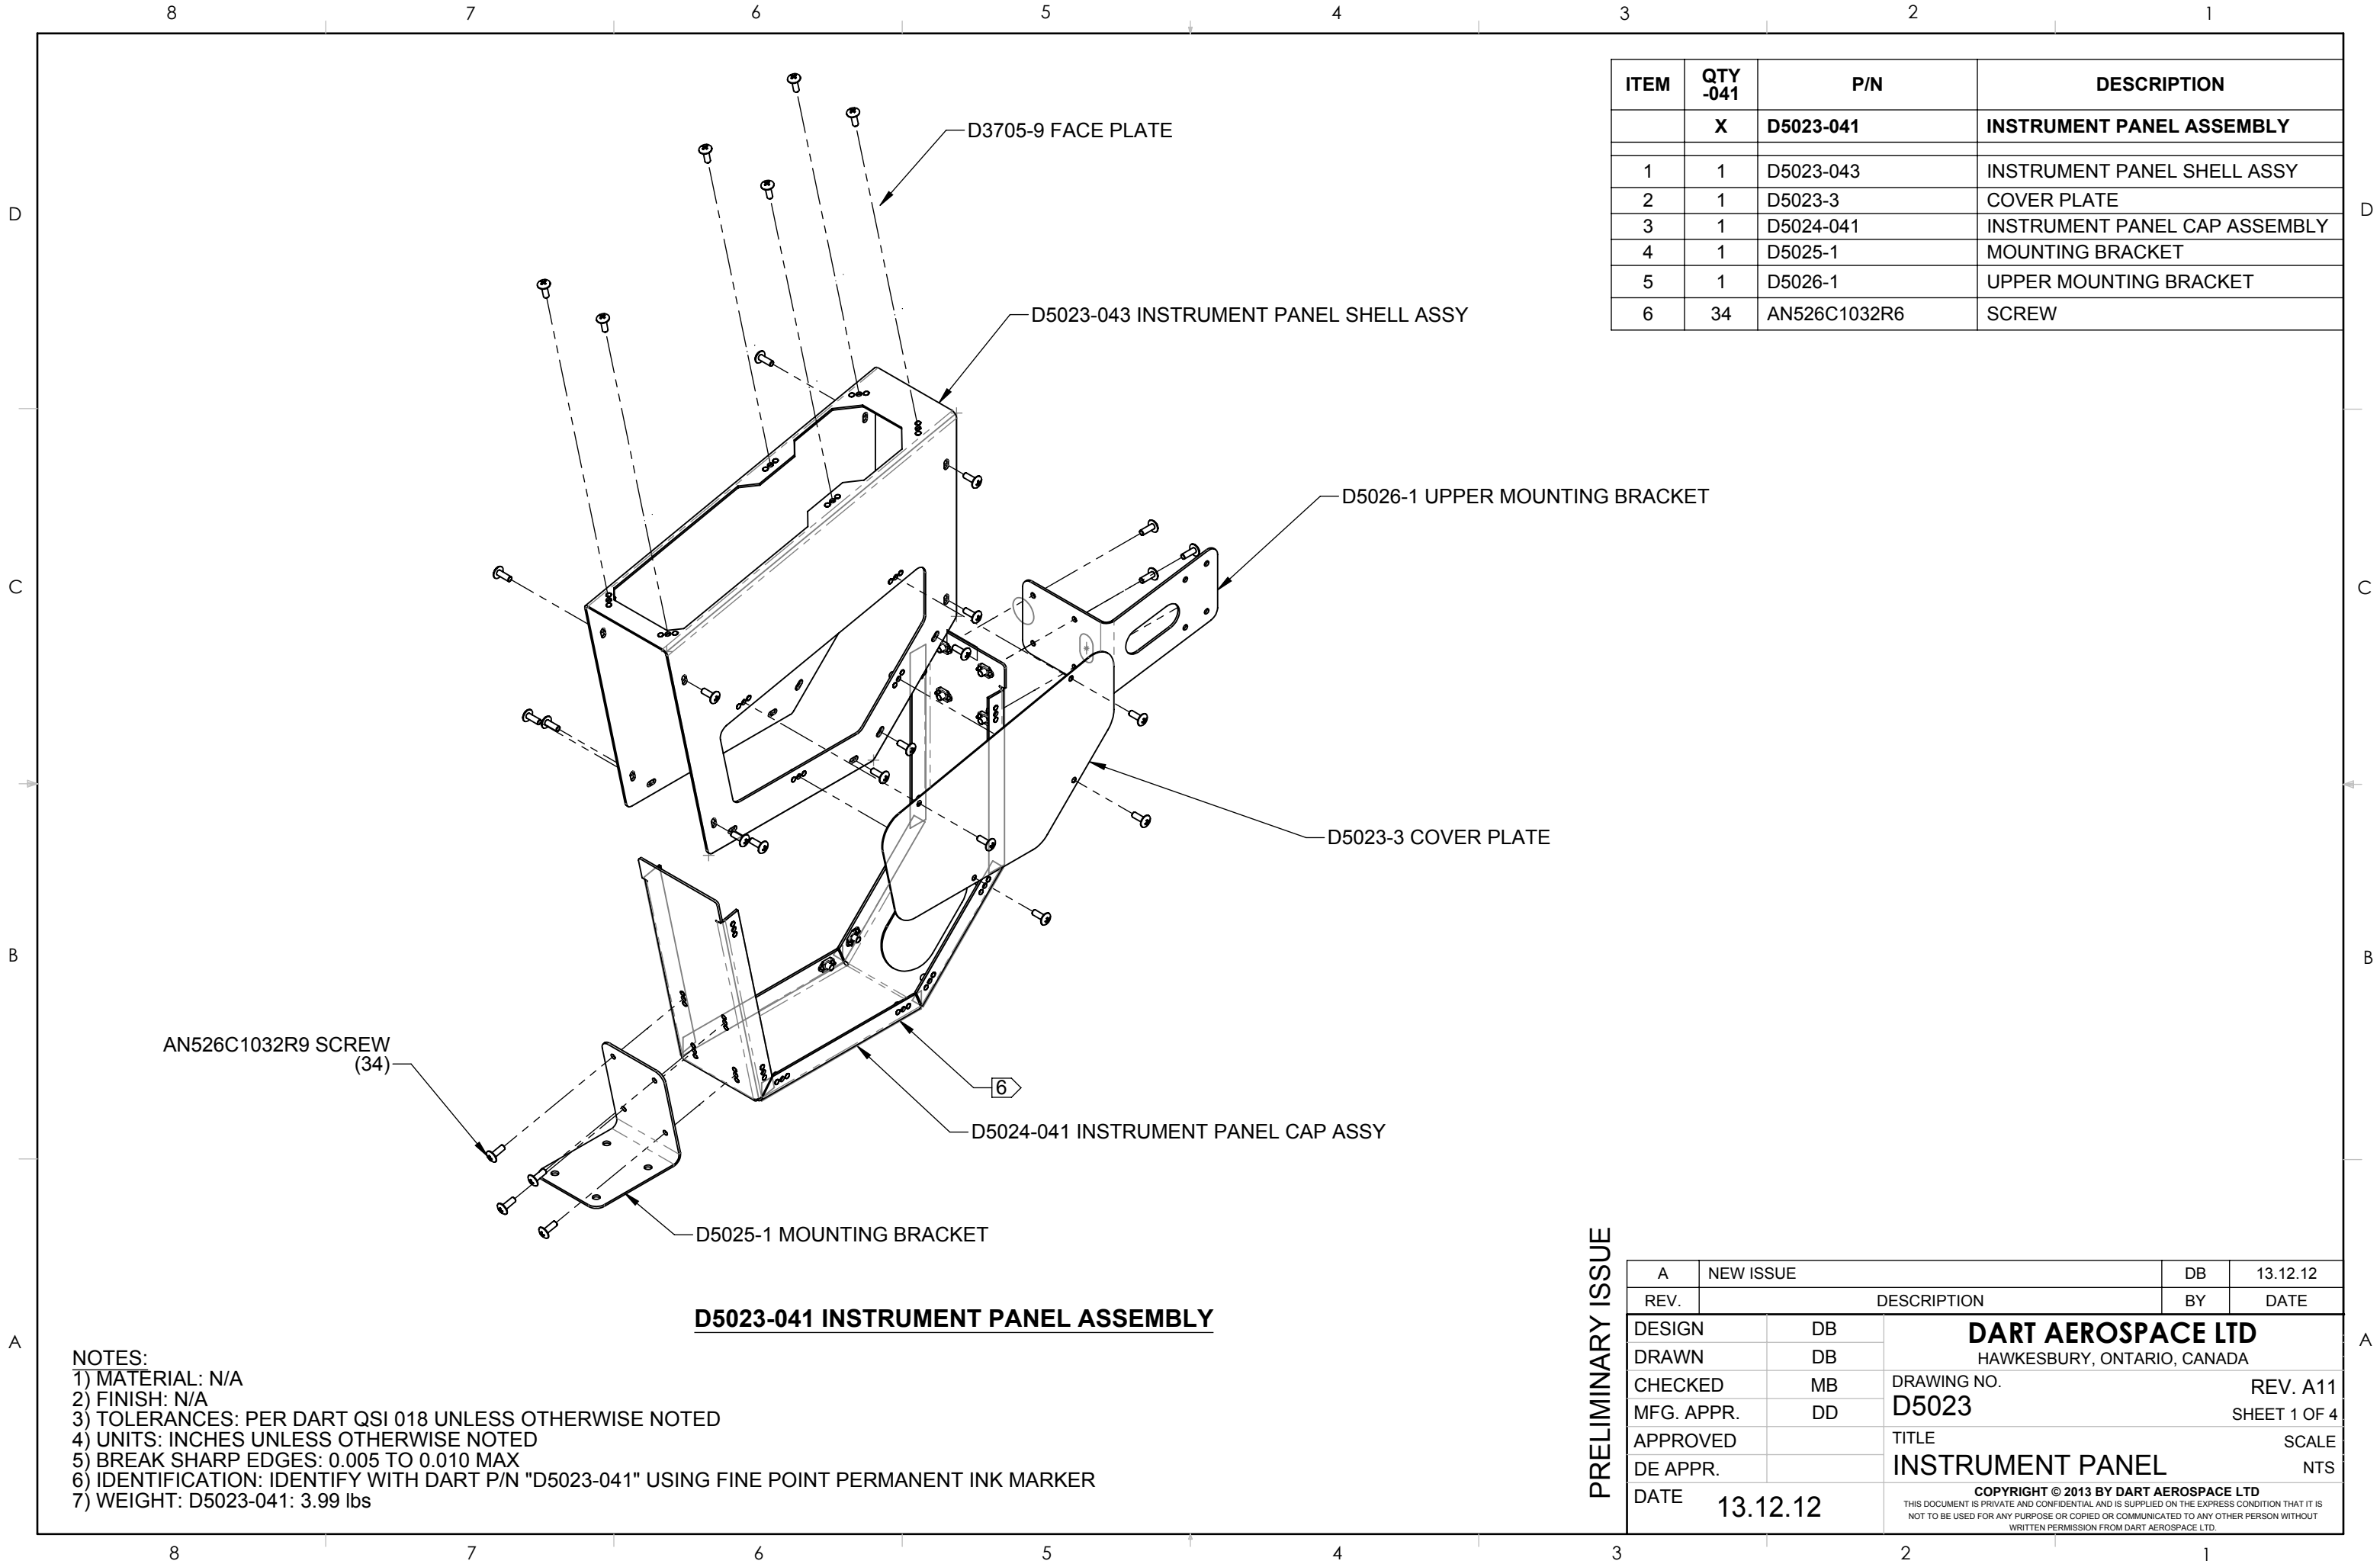 8 7 6 5 4 3 2 1
D
C
B
A
D
C
B
A
ITEM QTY -041 P/N DESCRIPTION
X D5023-041 INSTRUMENT PANEL ASSEMBLY
1 1 D5023-043 INSTRUMENT PANEL SHELL ASSY
2 1 D5023-3 COVER PLATE
3 1 D5024-041 INSTRUMENT PANEL CAP ASSEMBLY
4 1 D5025-1 MOUNTING BRACKET
5 1 D5026-1 UPPER MOUNTING BRACKET
6 34 AN526C1032R6 SCREW
D3705-9 FACE PLATE
D5023-043 INSTRUMENT PANEL SHELL ASSY
D5026-1 UPPER MOUNTING BRACKET
D5023-3 COVER PLATE
AN526C1032R9 SCREW
(34)
6
D5024-041 INSTRUMENT PANEL CAP ASSY
D5025-1 MOUNTING BRACKET
D5023-041 INSTRUMENT PANEL ASSEMBLY
NOTES:
1) MATERIAL: N/A
2) FINISH: N/A
3) TOLERANCES: PER DART QSI 018 UNLESS OTHERWISE NOTED
4) UNITS: INCHES UNLESS OTHERWISE NOTED
5) BREAK SHARP EDGES: 0.005 TO 0.010 MAX
6) IDENTIFICATION: IDENTIFY WITH DART P/N "D5023-041" USING FINE POINT PERMANENT INK MARKER
7) WEIGHT: D5023-041: 3.99 lbs
PRELIMINARY ISSUE
A NEW ISSUE DB 13.12.12
REV. DESCRIPTION BY DATE
DESIGN DB
DRAWN DB
CHECKED MB
MFG. APPR. DD
APPROVED
DE APPR.
DATE 13.12.12
DART AEROSPACE LTD
HAWKESBURY, ONTARIO, CANADA
DRAWING NO. REV. A11
D5023 SHEET 1 OF 4
TITLE SCALE
INSTRUMENT PANEL NTS
COPYRIGHT © 2013 BY DART AEROSPACE LTD
THIS DOCUMENT IS PRIVATE AND CONFIDENTIAL AND IS SUPPLIED ON THE EXPRESS CONDITION THAT IT IS
NOT TO BE USED FOR ANY PURPOSE OR COPIED OR COMMUNICATED TO ANY OTHER PERSON WITHOUT
WRITTEN PERMISSION FROM DART AEROSPACE LTD.
8 7 6 5 4 3 2 1